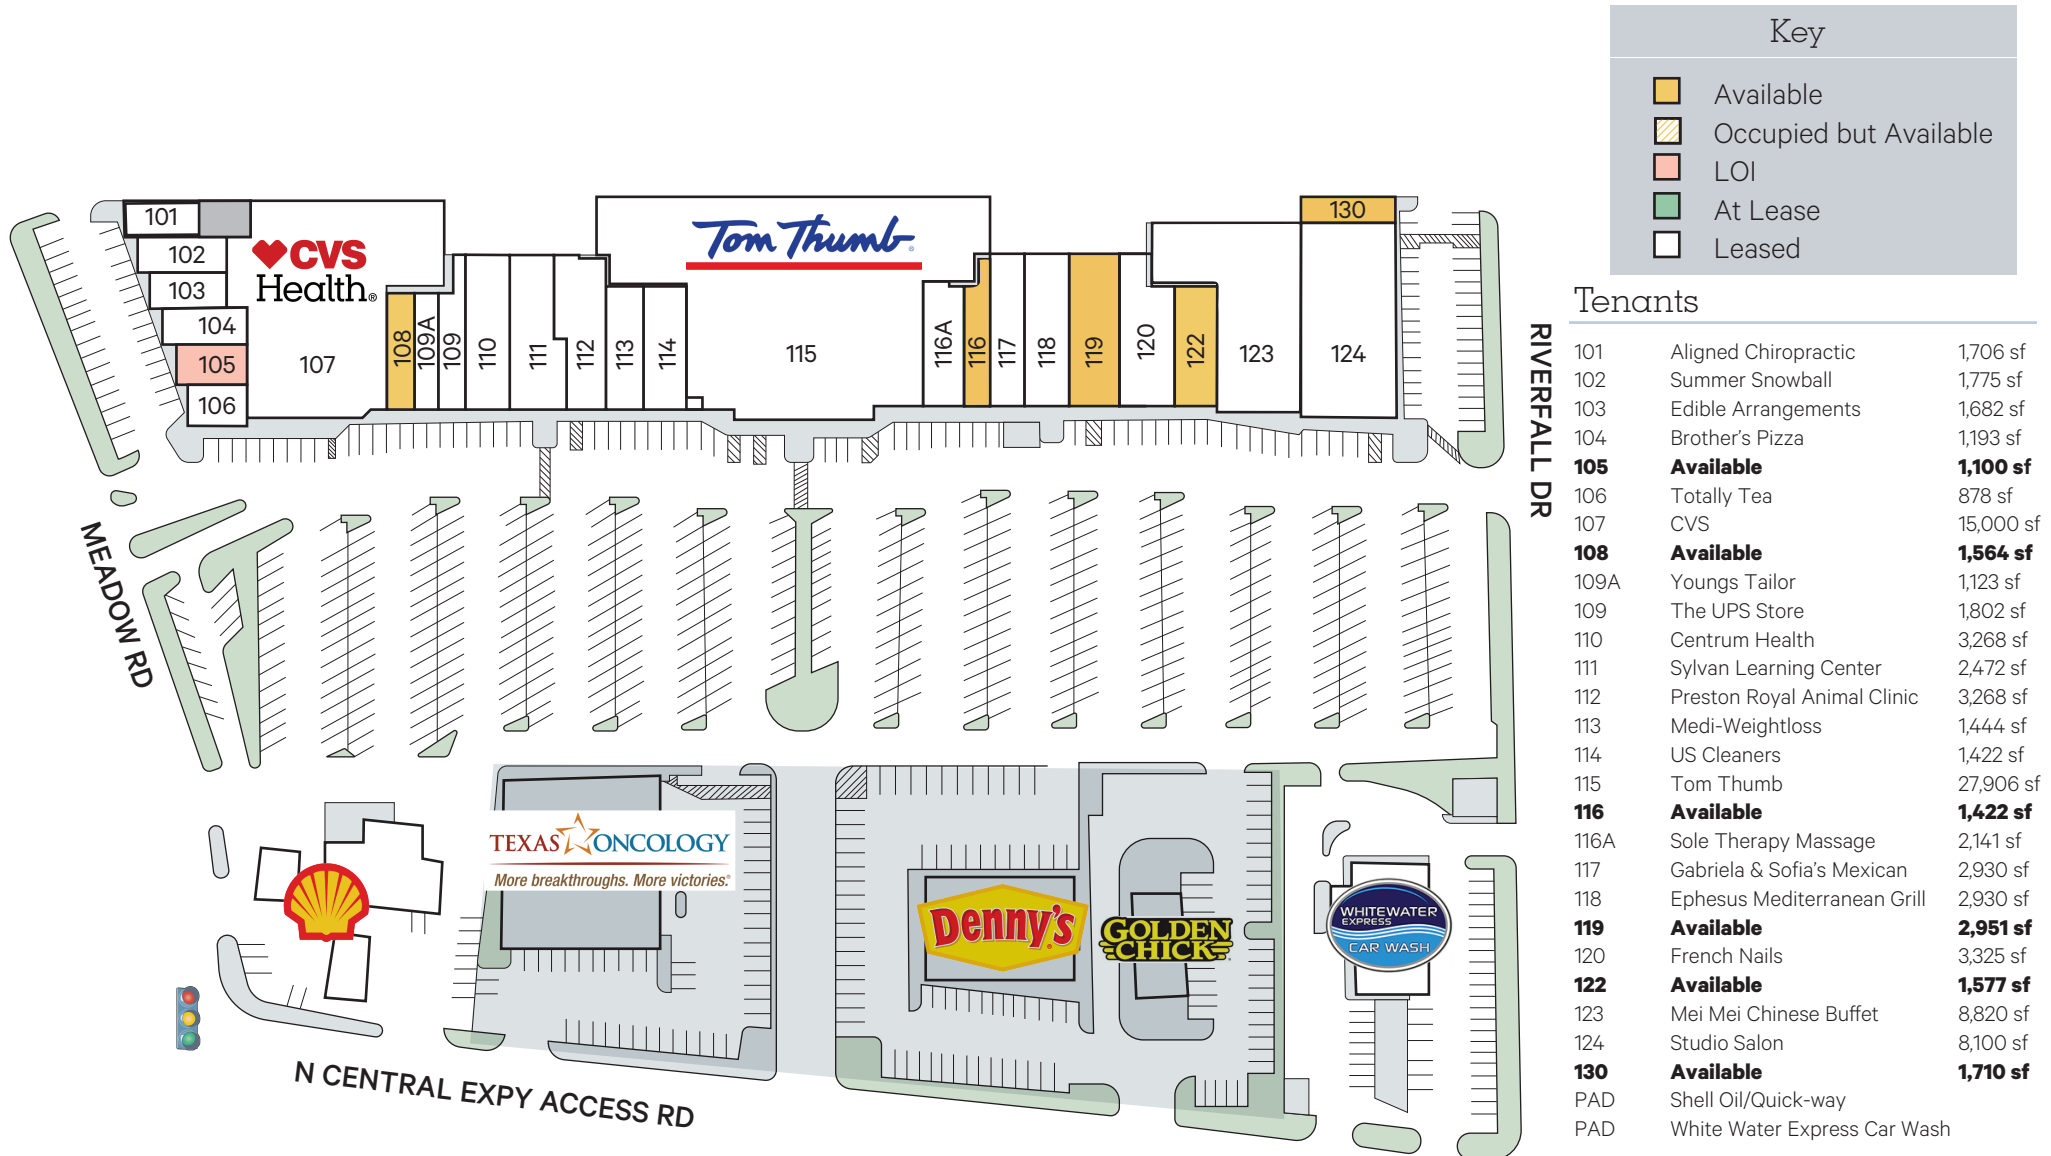 Key
Available
Occupied but Available
LOI
At Lease
Leased
Tenants
101 Aligned Chiropractic 1,706 sf
102 Summer Snowball 1,775 sf
103 Edible Arrangements 1,682 sf
104 Brother's Pizza 1,193 sf
105 Available 1,100 sf
106 Totally Tea 878 sf
107 CVS 15,000 sf
108 Available 1,564 sf
109A Youngs Tailor 1,123 sf
109 The UPS Store 1,802 sf
110 Centrum Health 3,268 sf
111 Sylvan Learning Center 2,472 sf
112 Preston Royal Animal Clinic 3,268 sf
113 Medi-Weightloss 1,444 sf
114 US Cleaners 1,422 sf
115 Tom Thumb 27,906 sf
116 Available 1,422 sf
116A Sole Therapy Massage 2,141 sf
117 Gabriela & Sofia's Mexican 2,930 sf
118 Ephesus Mediterranean Grill 2,930 sf
119 Available 2,951 sf
120 French Nails 3,325 sf
122 Available 1,577 sf
123 Mei Mei Chinese Buffet 8,820 sf
124 Studio Salon 8,100 sf
130 Available 1,710 sf
PAD Shell Oil/Quick-way
PAD White Water Express Car Wash
101
102
103
104
105
106
CVS
Health®
107
108
109A
109
110
111
112
113
114
Tom Thumb®
115
116A
116
117
118
119
120
122
123
124
130
RIVERFALL DR
MEADOW RD
N CENTRAL EXPY ACCESS RD
TEXAS ONCOLOGY
More breakthroughs. More victories.®
Denny's
GOLDEN
CHICK
WHITEWATER
EXPRESS
CAR WASH